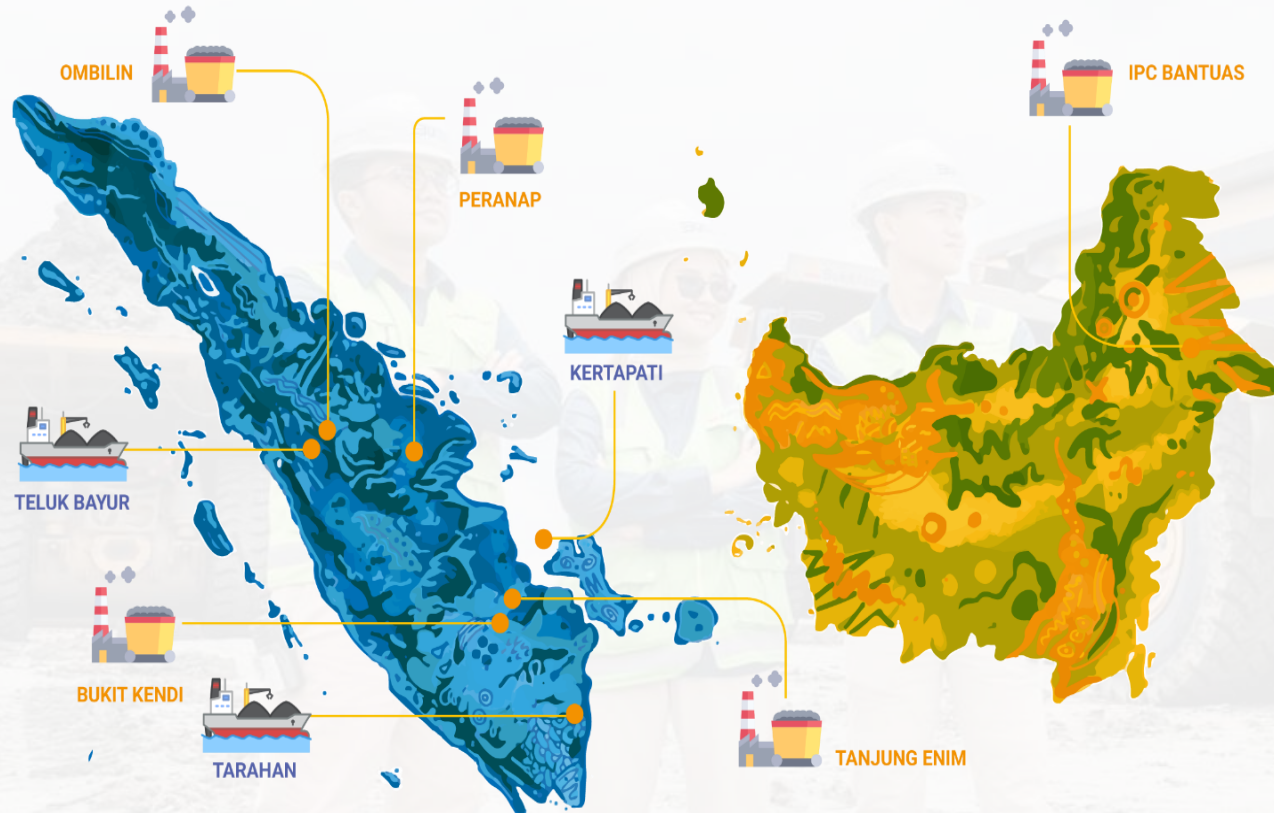 OMBILIN
IPC BANTUAS
PERANAP
KERTAPATI
TELUK BAYUR
BUKIT KENDI
TARAHAN
TANJUNG ENIM